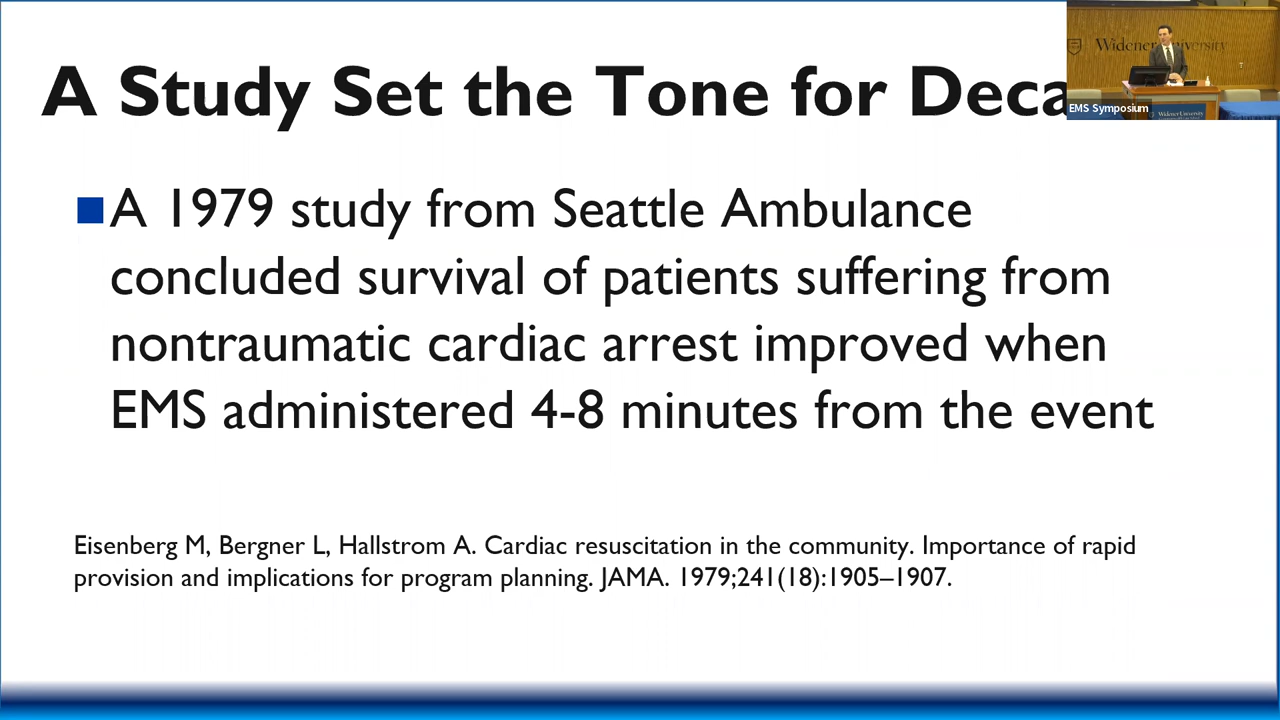 A Study Set the Tone for Deca
Widener University
EMS Symposium
Widener University
■A 1979 study from Seattle Ambulance
concluded survival of patients suffering from
nontraumatic cardiac arrest improved when
EMS administered 4-8 minutes from the event
Eisenberg M, Bergner L, Hallstrom A. Cardiac resuscitation in the community. Importance of rapid
provision and implications for program planning. JAMA. 1979;241(18):1905–1907.